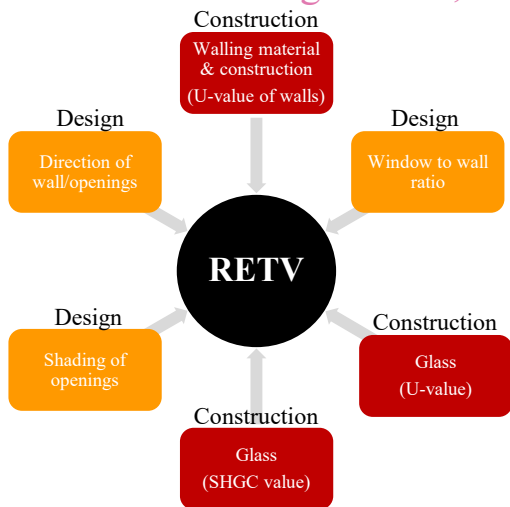 Construction
Walling material
& construction
(U-value of walls)
Design
Direction of
wall/openings
Design
Window to wall
ratio
RETV
Design
Shading of
openings
Construction
Glass
(U-value)
Construction
Glass
(SHGC value)